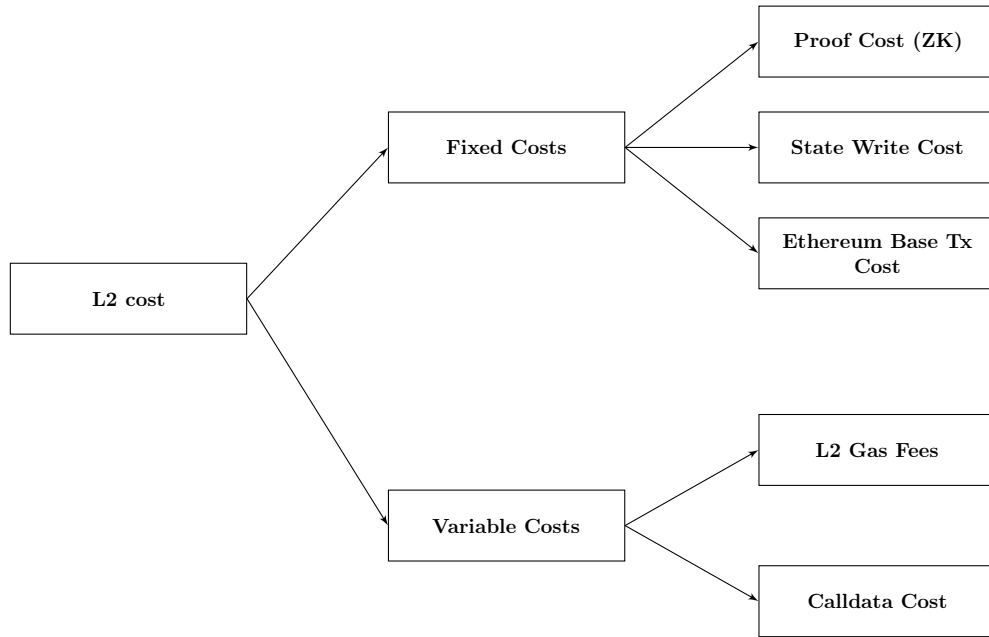 Proof Cost (ZK)
Fixed Costs
State Write Cost
Ethereum Base Tx
Cost
L2 cost
L2 Gas Fees
Variable Costs
Calldata Cost